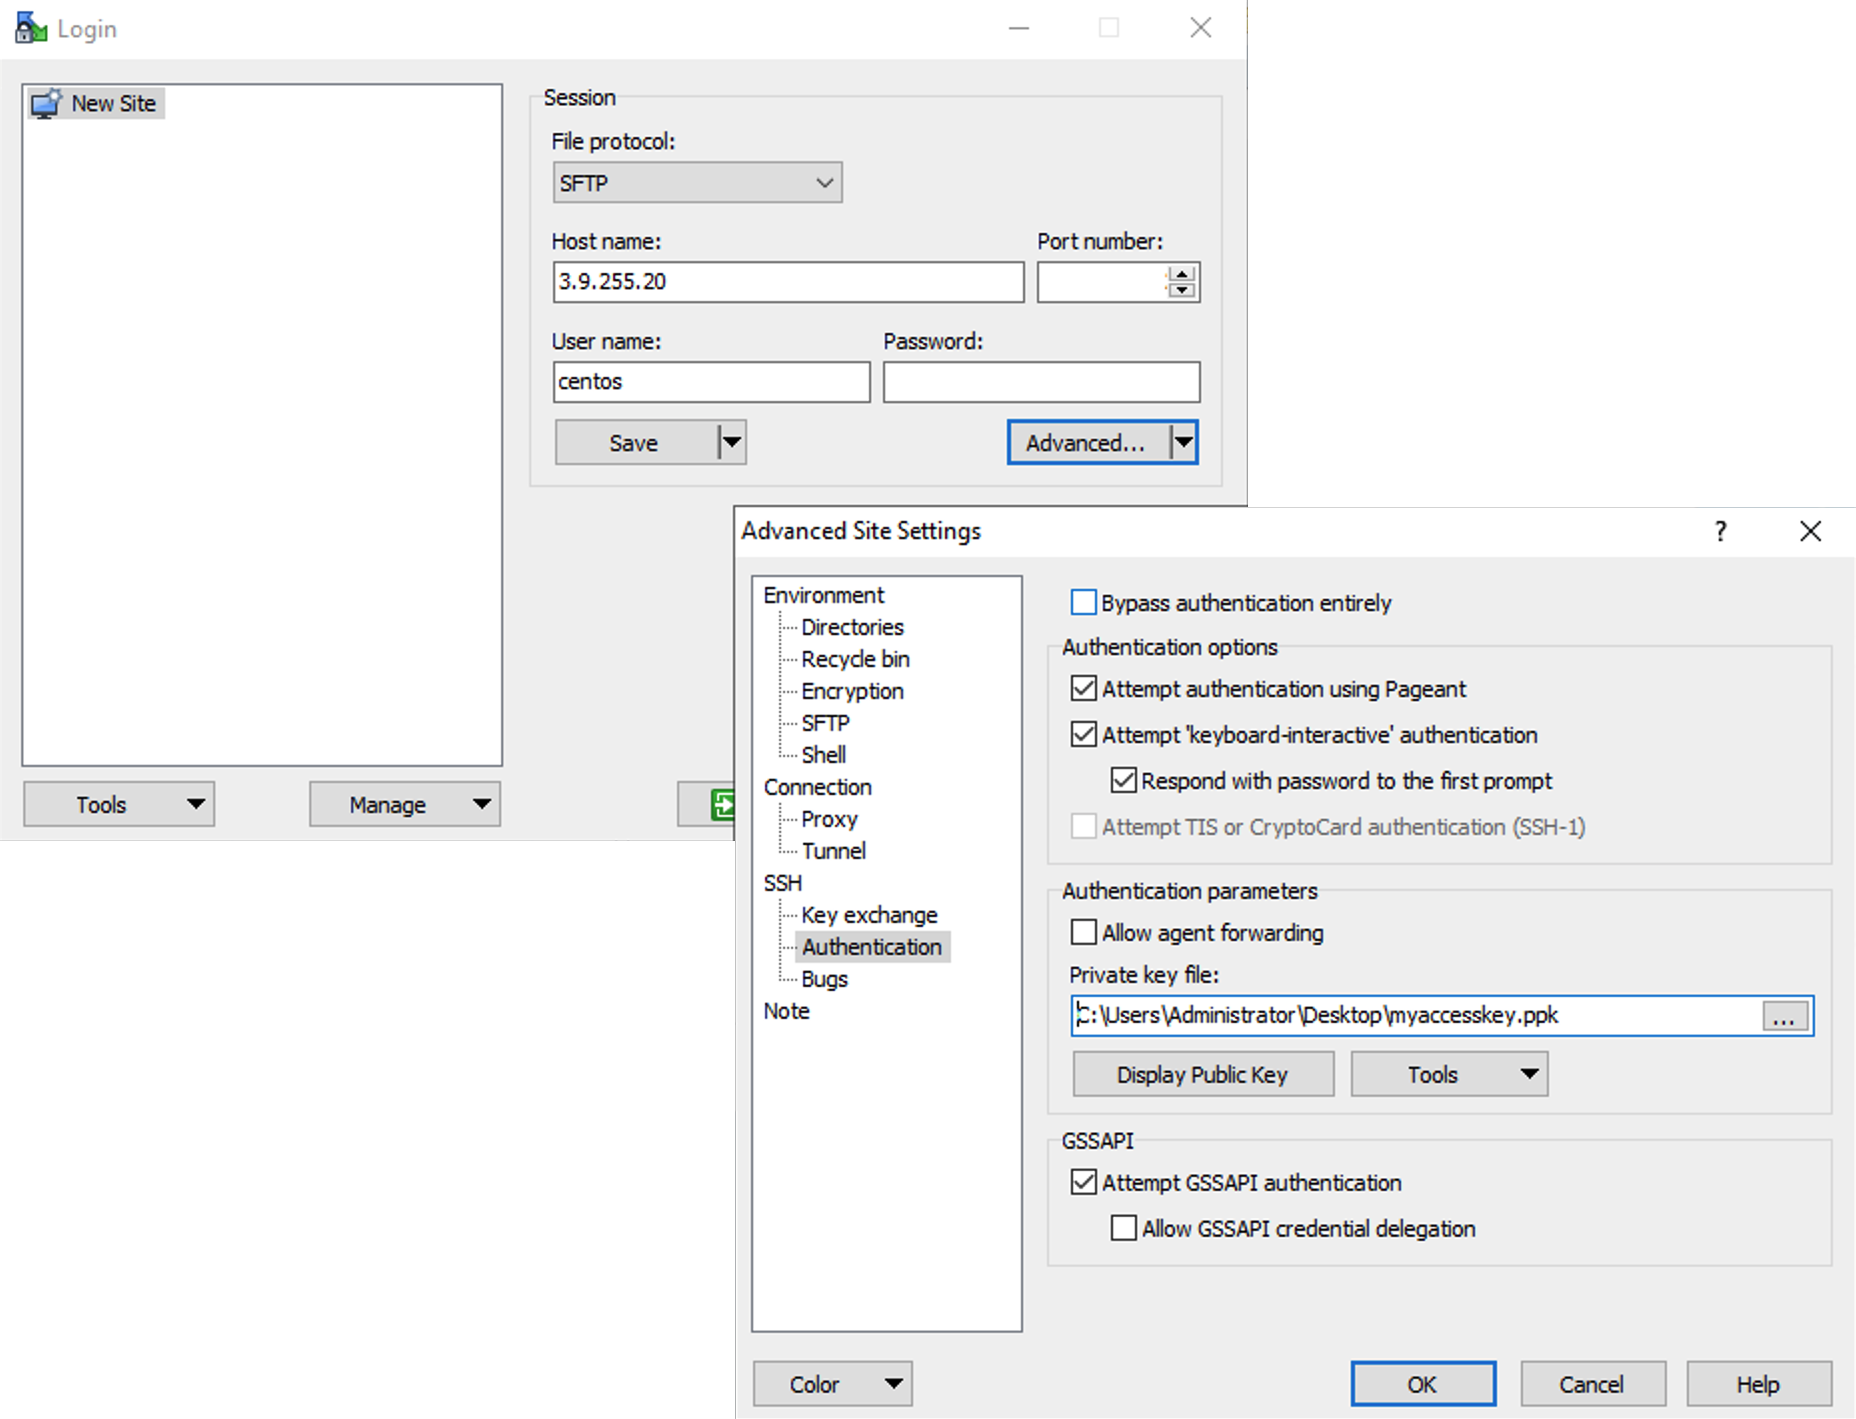 Login
New Site
Session
File protocol:
SFTP
Host name:
Port number:
3.9.255.20
User name:
Password:
centos
Save
Advanced...
Tools
Manage
Advanced Site Settings
?
Environment
Directories
Recycle bin
Encryption
SFTP
Shell
Connection
Proxy
Tunnel
SSH
Key exchange
Authentication
Bugs
Note
Bypass authentication entirely
Authentication options
Attempt authentication using Pageant
Attempt 'keyboard-interactive' authentication
Respond with password to the first prompt
Attempt TIS or CryptoCard authentication (SSH-1)
Authentication parameters
Allow agent forwarding
Private key file:
C:\Users\Administrator\Desktop\myaccesskey.ppk
...
Display Public Key
Tools
GSSAPI
Attempt GSSAPI authentication
Allow GSSAPI credential delegation
Color
OK
Cancel
Help